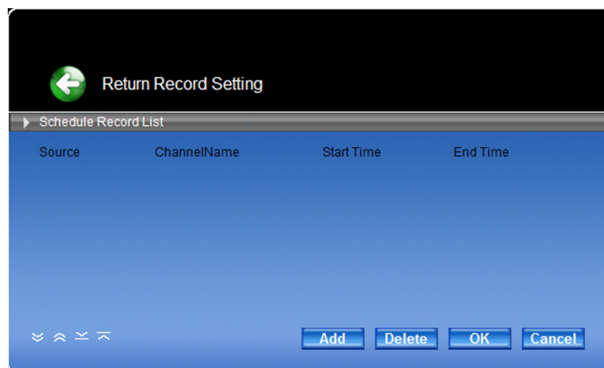 Return Record Setting
Schedule Record List
Source ChannelName Start Time End Time
Add Delete OK Cancel